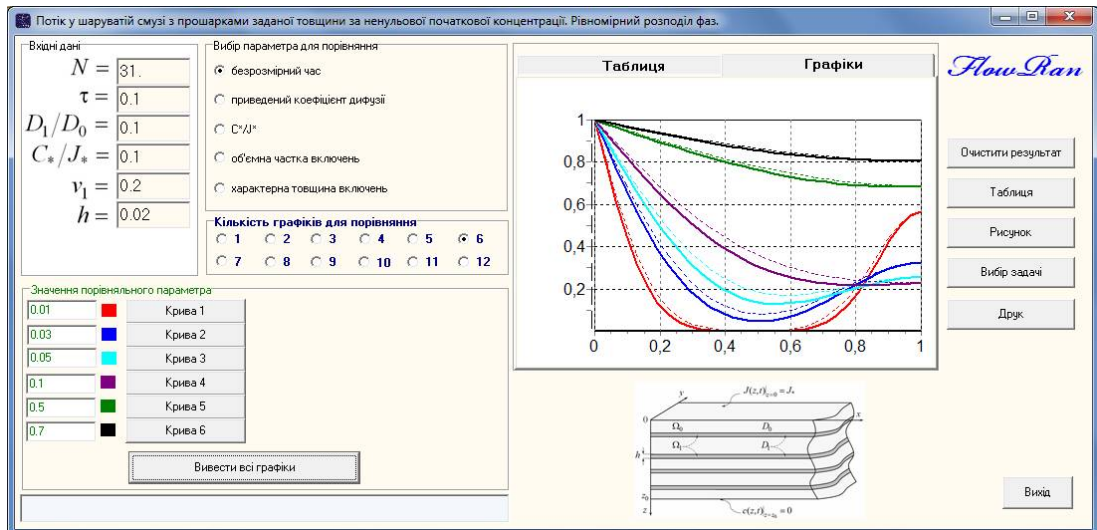 Потік у шаруватій смузі з прошарками заданої товщини за ненульової початкової концентрації. Рівномірний розподіл фаз.
Вхідні дані
N = 31.
τ = 0.1
D₁/D₀ = 0.1
C*/J* = 0.1
v₁ = 0.2
h = 0.02
Вибір параметра для порівняння
безрозмірний час
приведений коефіцієнт дифузії
C*/J*
об'ємна частка включень
характерна товщина включень
Кількість графіків для порівняння
1 2 3 4 5 6
7 8 9 10 11 12
Значення порівняльного параметра
0.01 Крива 1
0.03 Крива 2
0.05 Крива 3
0.1 Крива 4
0.5 Крива 5
0.7 Крива 6
Вивести всі графіки
Таблиця Графіки
1
0,8
0,6
0,4
0,2
0 0,2 0,4 0,6 0,8 1
y
J(z,t)|z=0 = J*
0 x
Ω₀ D₀
Ω₁ D₁
h
z₀
z
c(z,t)|z=z₀ = 0
FlowRan
Очистити результат
Таблиця
Рисунок
Вибір задачі
Друк
Вихід